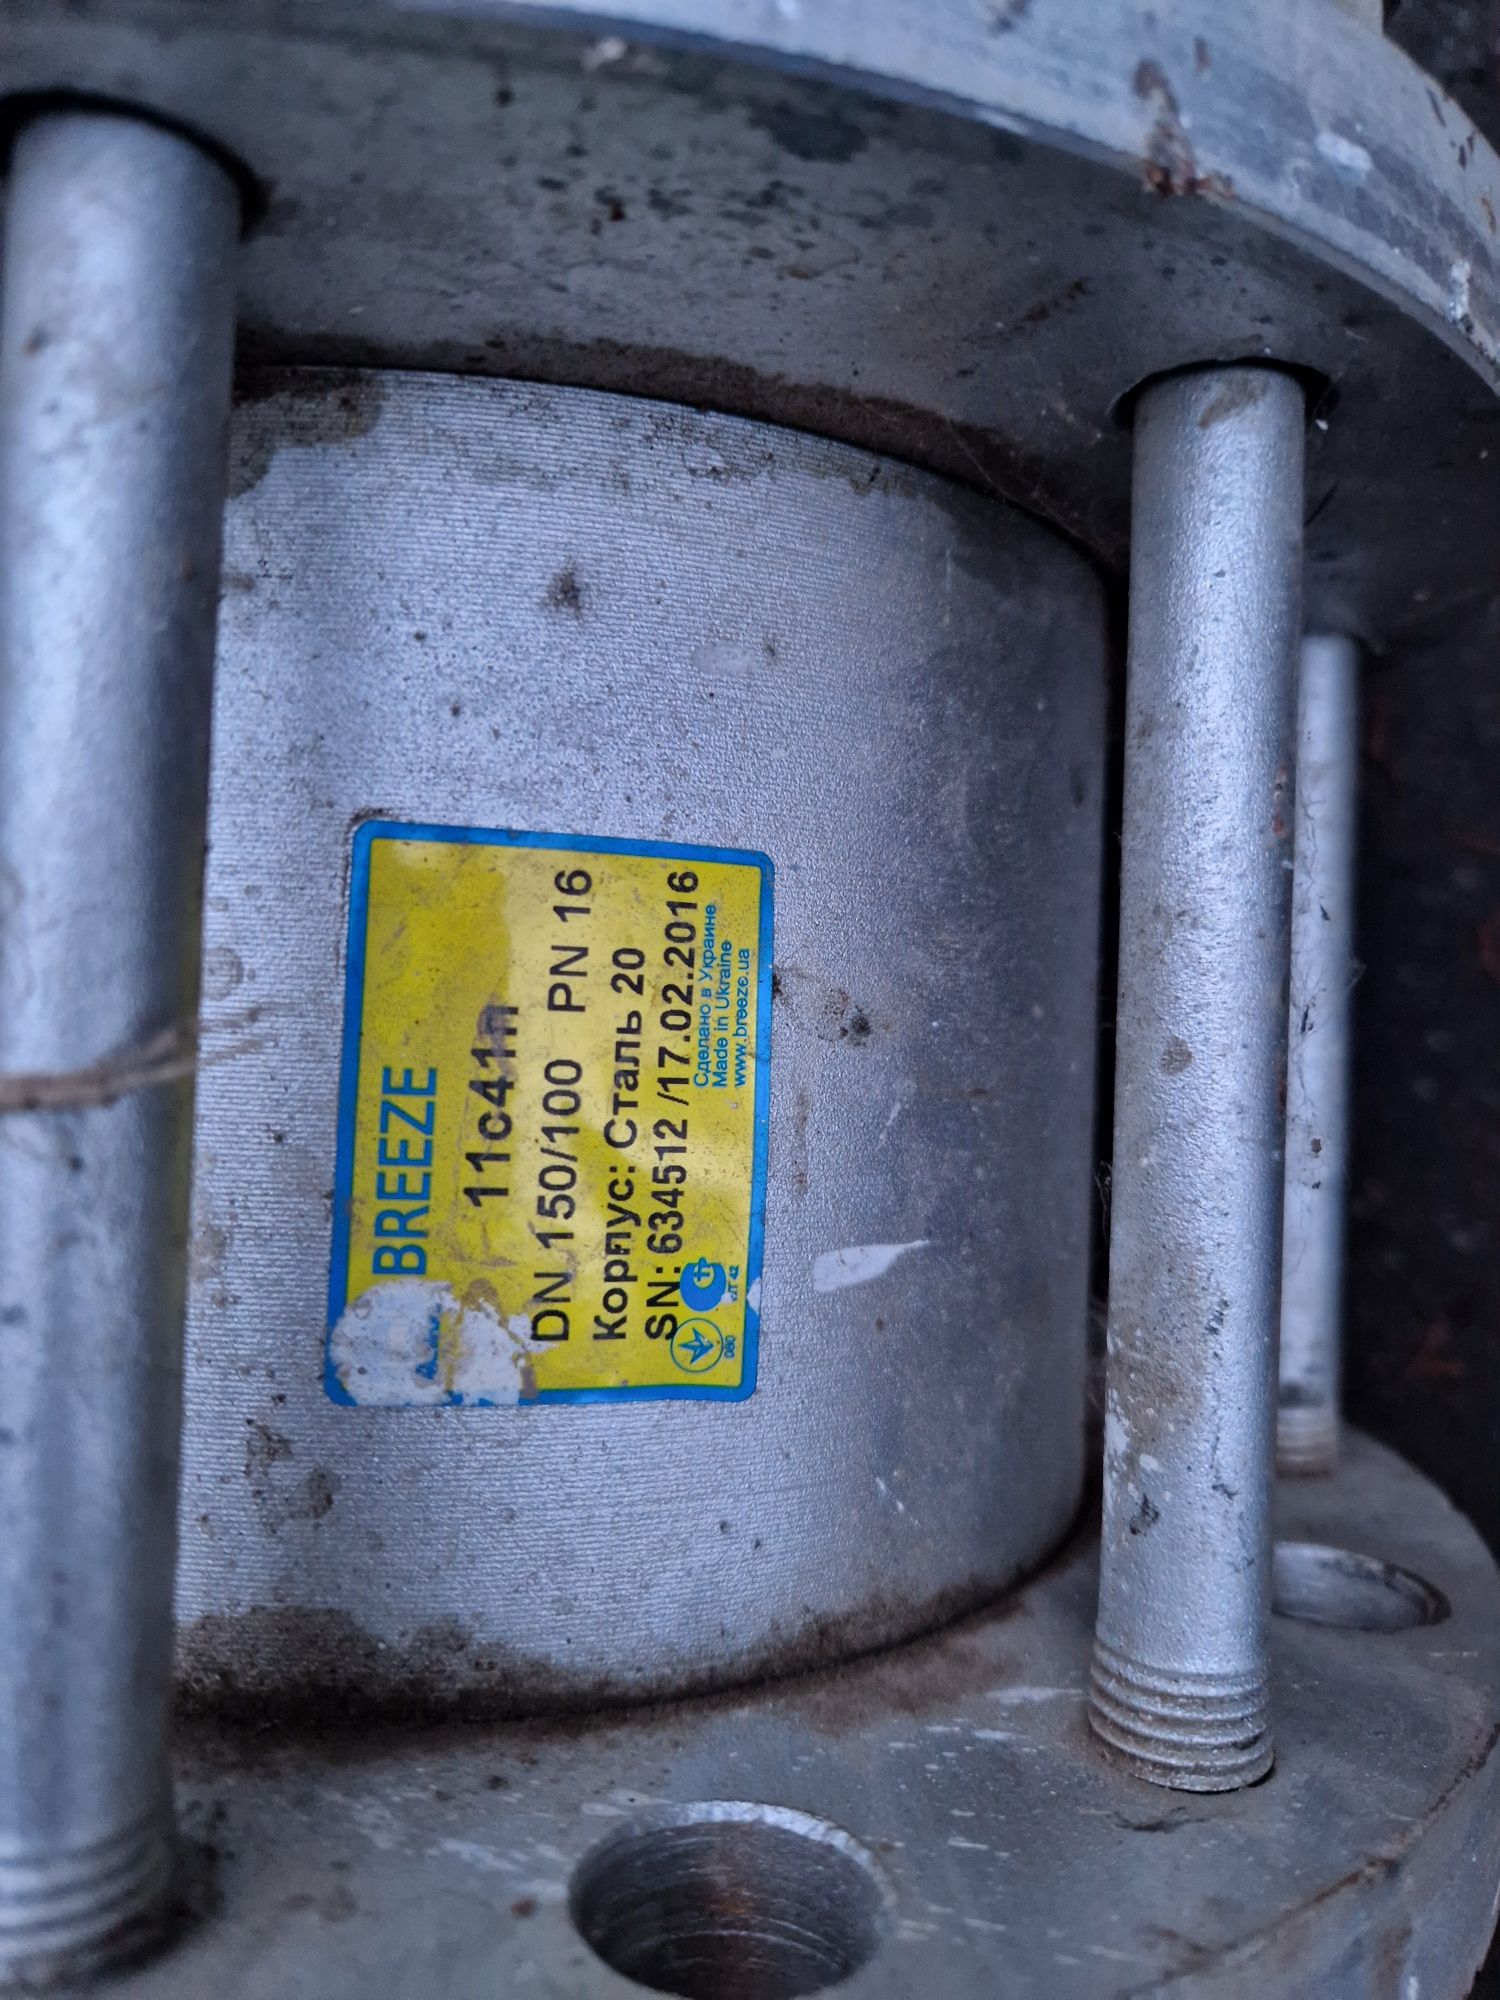 BREEZE
11с41п
DN 150/100 PN 16
Корпус: Сталь 20
SN: 634512 /17.02.2016
Сделано в Украине
Made in Ukraine
www.breeze.ua
080